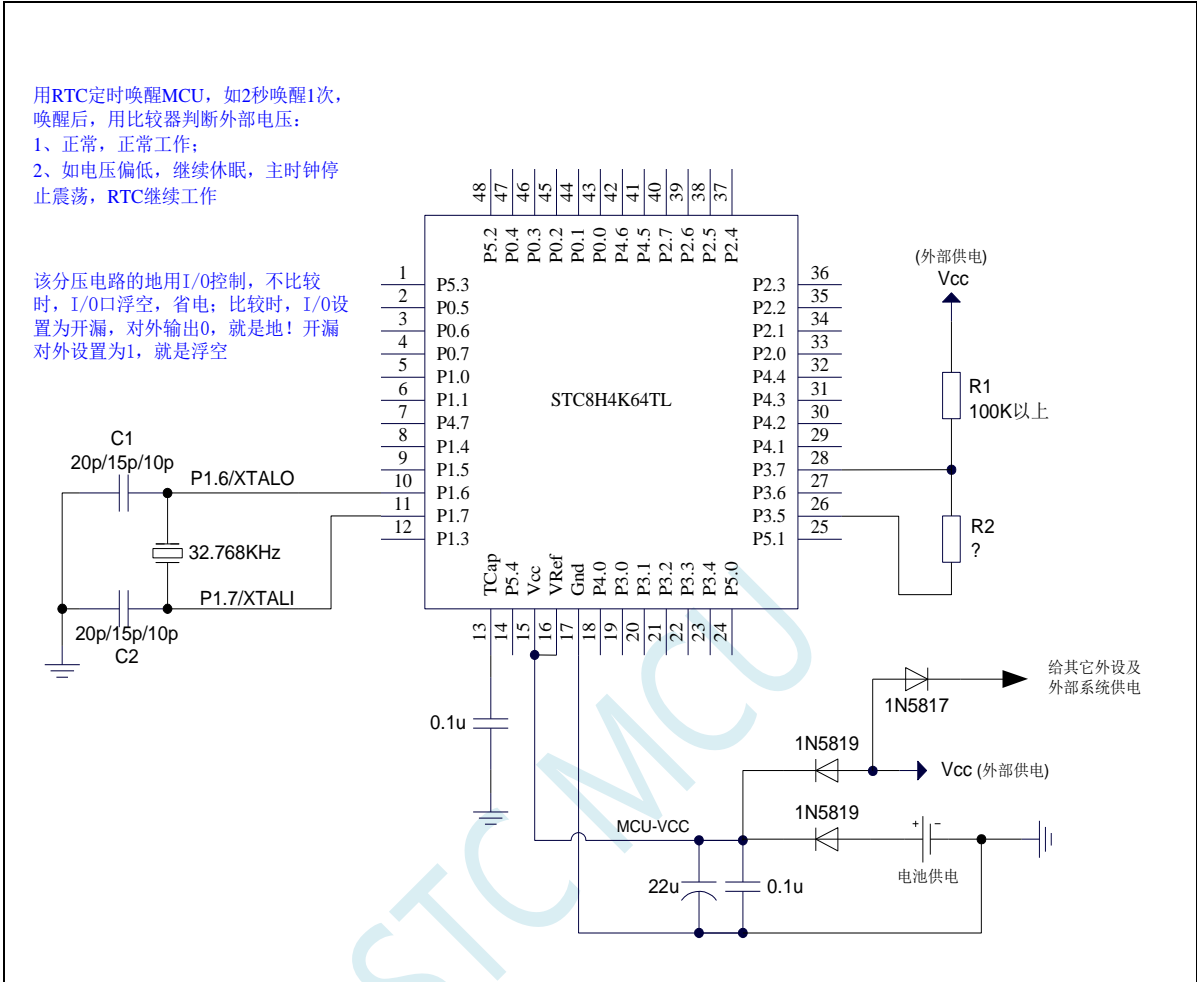 用RTC定时唤醒MCU，如2秒唤醒1次，
唤醒后，用比较器判断外部电压：
1、正常，正常工作；
2、如电压偏低，继续休眠，主时钟停
止震荡，RTC继续工作
该分压电路的地用I/O控制，不比较
时，I/O口浮空，省电；比较时，I/O设
置为开漏，对外输出0，就是地！开漏
对外设置为1，就是浮空
48 47 46 45 44 43 42 41 40 39 38 37
P5.2 P0.4 P0.3 P0.2 P0.1 P0.0 P4.6 P4.5 P2.7 P2.6 P2.5 P2.4
1 P5.3
2 P0.5
3 P0.6
4 P0.7
5 P1.0
6 P1.1
7 P4.7
8 P1.4
9 P1.5
10 P1.6
11 P1.7
12 P1.3
STC8H4K64TL
P2.3 36
P2.2 35
P2.1 34
P2.0 33
P4.4 32
P4.3 31
P4.2 30
P4.1 29
P3.7 28
P3.6 27
P3.5 26
P5.1 25
TCap P5.4 Vcc VRef Gnd P4.0 P3.0 P3.1 P3.2 P3.3 P3.4 P5.0
13 14 15 16 17 18 19 20 21 22 23 24
(外部供电)
Vcc
R1
100K以上
R2
?
C1
20p/15p/10p
P1.6/XTALO
32.768KHz
P1.7/XTALI
20p/15p/10p
C2
0.1u
给其它外设及
外部系统供电
1N5817
1N5819
Vcc (外部供电)
1N5819
MCU-VCC
+ −
电池供电
22u
0.1u
STC MCU